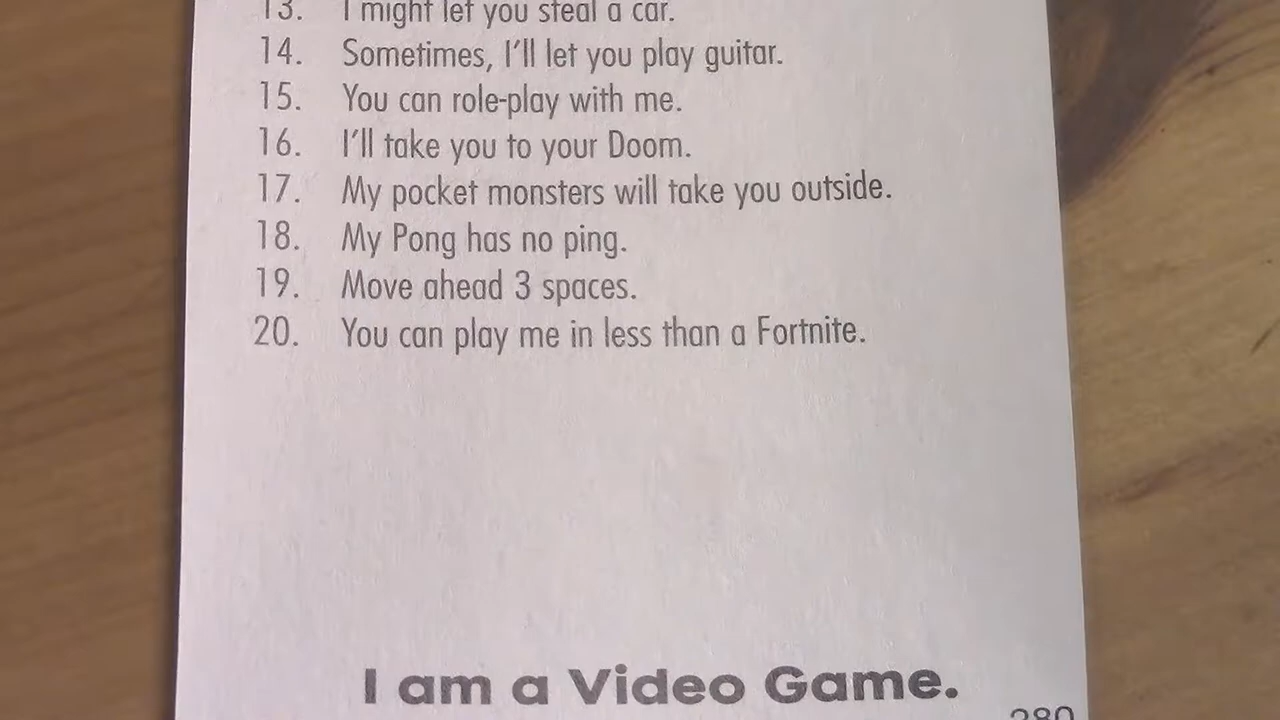 13. I might let you steal a car.
14. Sometimes, I'll let you play guitar.
15. You can role-play with me.
16. I'll take you to your Doom.
17. My pocket monsters will take you outside.
18. My Pong has no ping.
19. Move ahead 3 spaces.
20. You can play me in less than a Fortnite.
I am a Video Game.
280